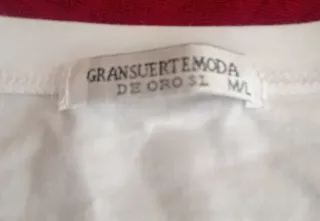 GRANSUERTEMODA
DE ORO SL M/L